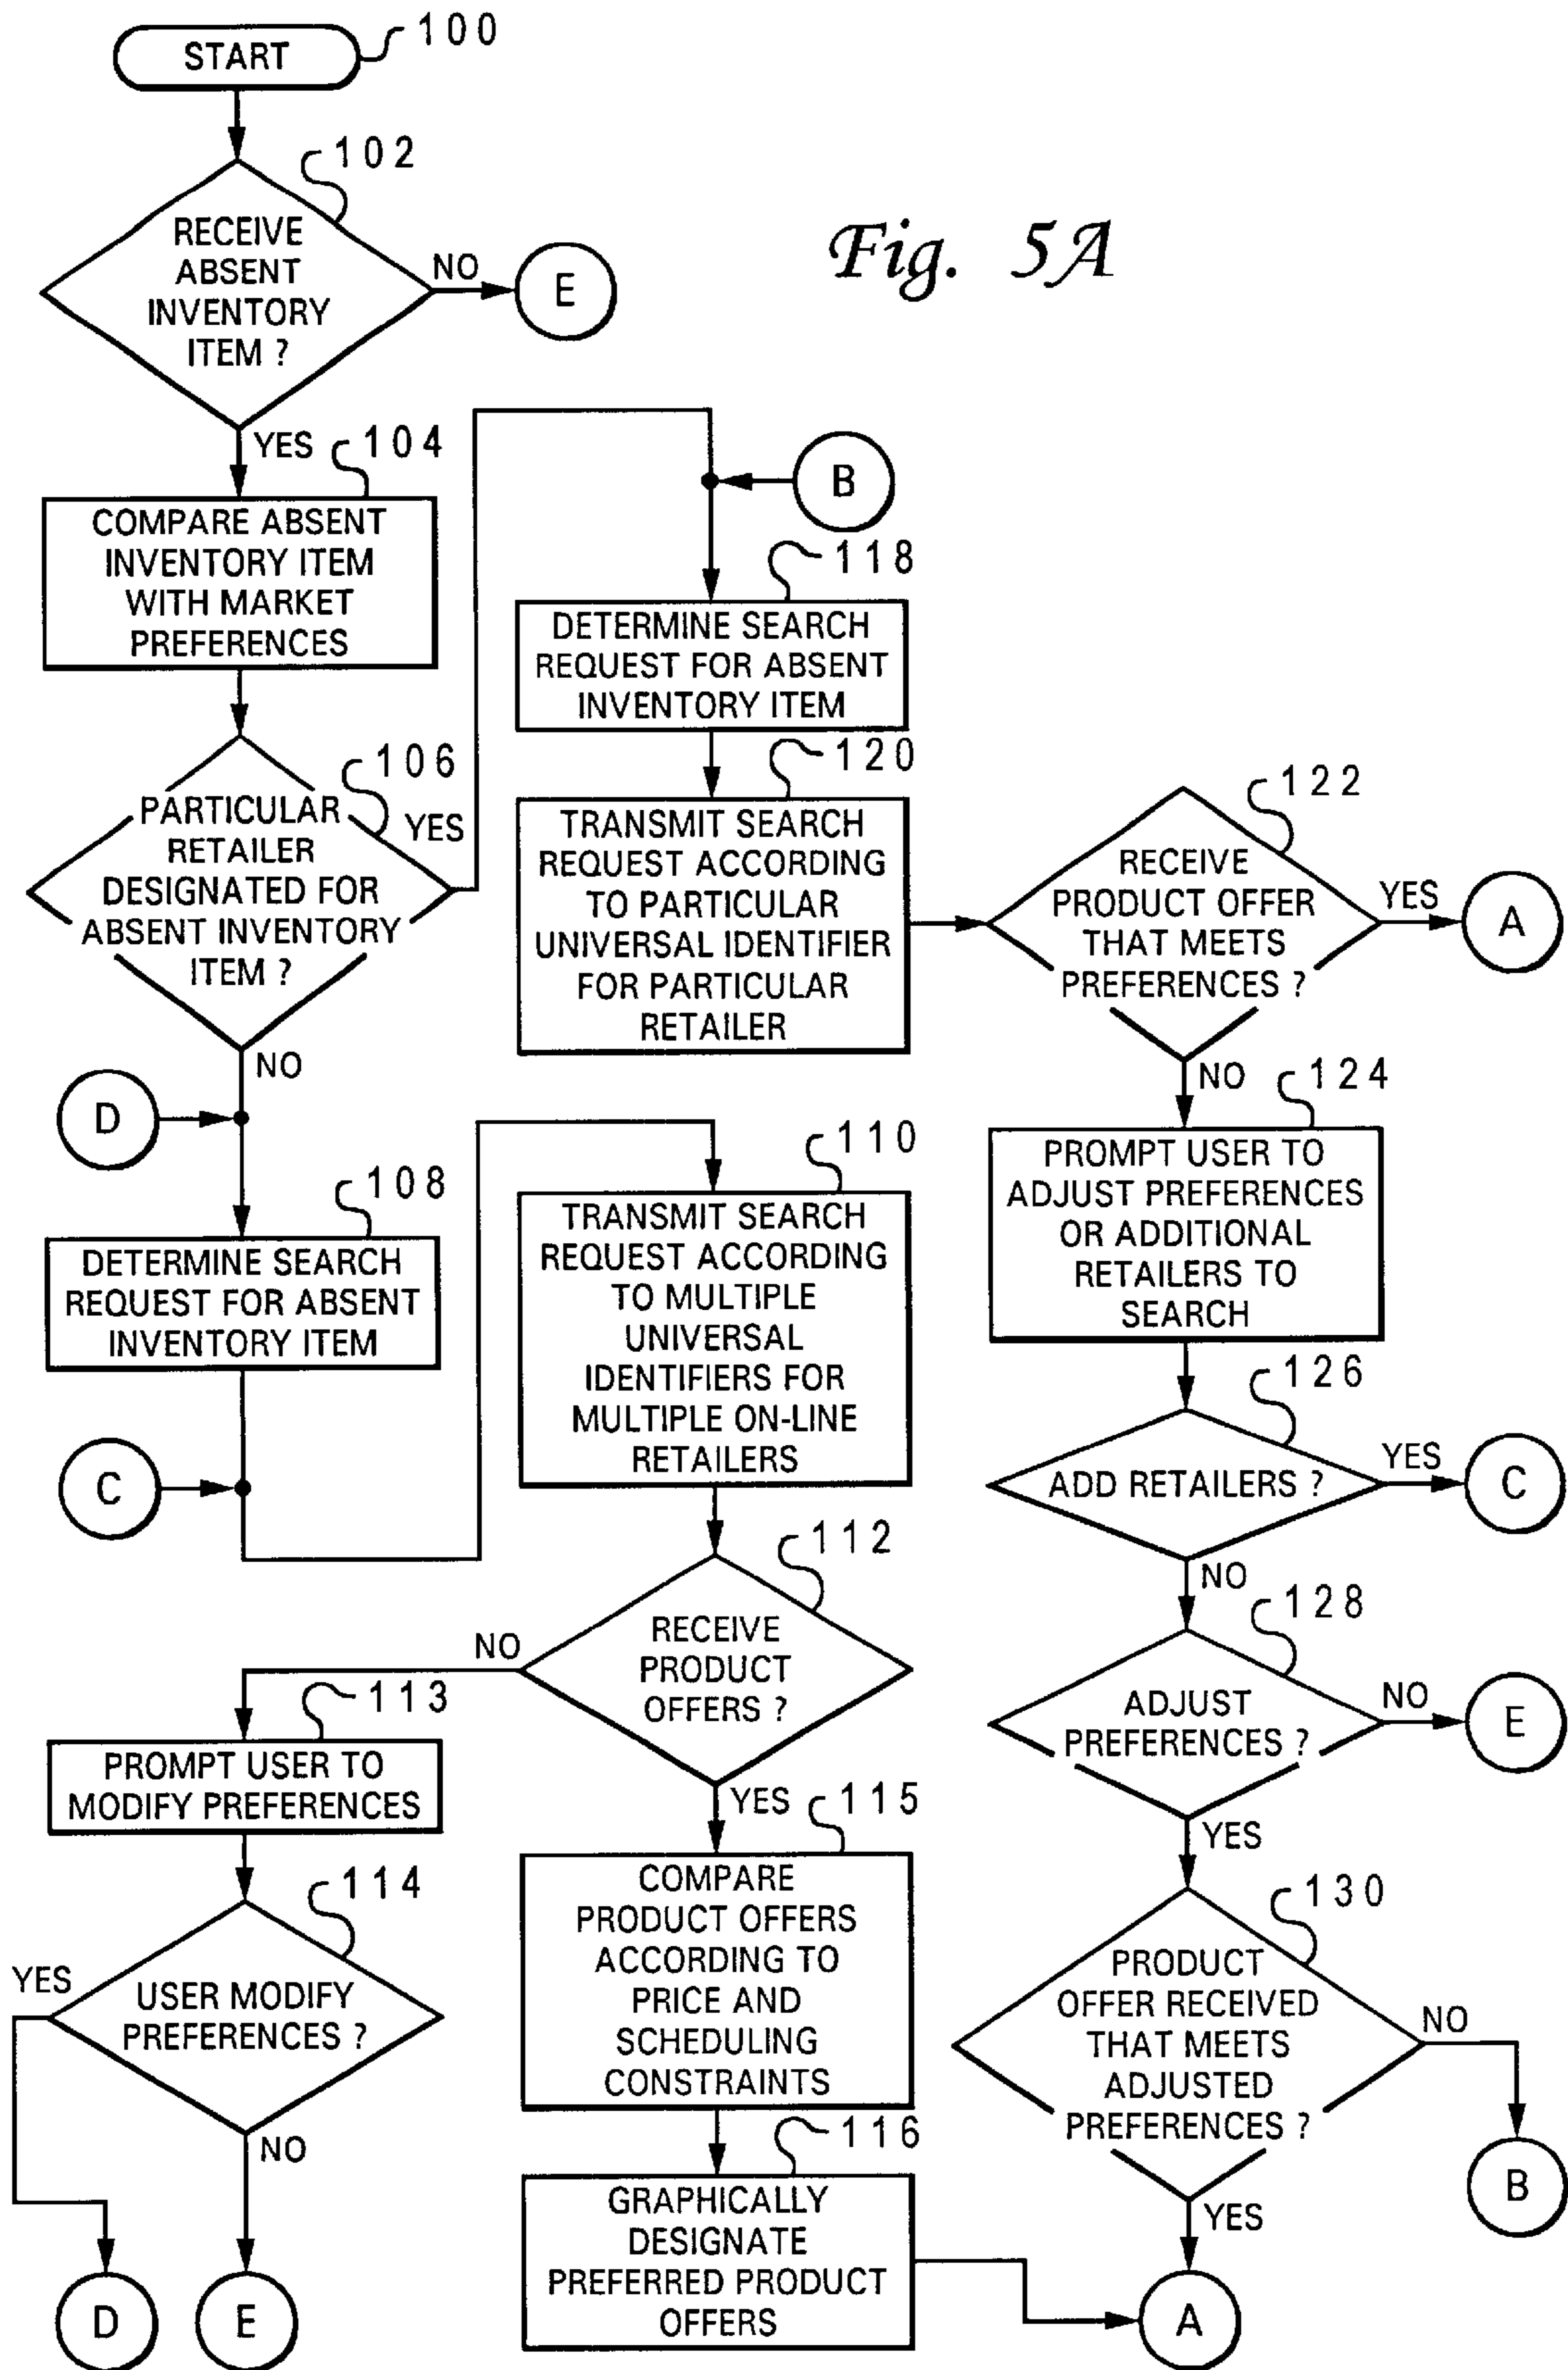 START
100
102
RECEIVE
ABSENT
INVENTORY
ITEM ?
NO
E
Fig. 5A
YES
104
COMPARE ABSENT
INVENTORY ITEM
WITH MARKET
PREFERENCES
106
PARTICULAR
RETAILER
DESIGNATED FOR
ABSENT INVENTORY
ITEM ?
YES
NO
D
108
DETERMINE SEARCH
REQUEST FOR ABSENT
INVENTORY ITEM
C
B
118
DETERMINE SEARCH
REQUEST FOR ABSENT
INVENTORY ITEM
120
TRANSMIT SEARCH
REQUEST ACCORDING
TO PARTICULAR
UNIVERSAL IDENTIFIER
FOR PARTICULAR
RETAILER
110
TRANSMIT SEARCH
REQUEST ACCORDING
TO MULTIPLE
UNIVERSAL
IDENTIFIERS FOR
MULTIPLE ON-LINE
RETAILERS
112
RECEIVE
PRODUCT
OFFERS ?
NO
113
PROMPT USER TO
MODIFY PREFERENCES
114
USER MODIFY
PREFERENCES ?
YES
NO
D
E
YES
115
COMPARE
PRODUCT OFFERS
ACCORDING TO
PRICE AND
SCHEDULING
CONSTRAINTS
116
GRAPHICALLY
DESIGNATE
PREFERRED PRODUCT
OFFERS
122
RECEIVE
PRODUCT OFFER
THAT MEETS
PREFERENCES ?
YES
A
NO
124
PROMPT USER TO
ADJUST PREFERENCES
OR ADDITIONAL
RETAILERS TO
SEARCH
126
ADD RETAILERS ?
YES
C
NO
128
ADJUST
PREFERENCES ?
NO
E
YES
130
PRODUCT
OFFER RECEIVED
THAT MEETS
ADJUSTED
PREFERENCES ?
NO
B
YES
A